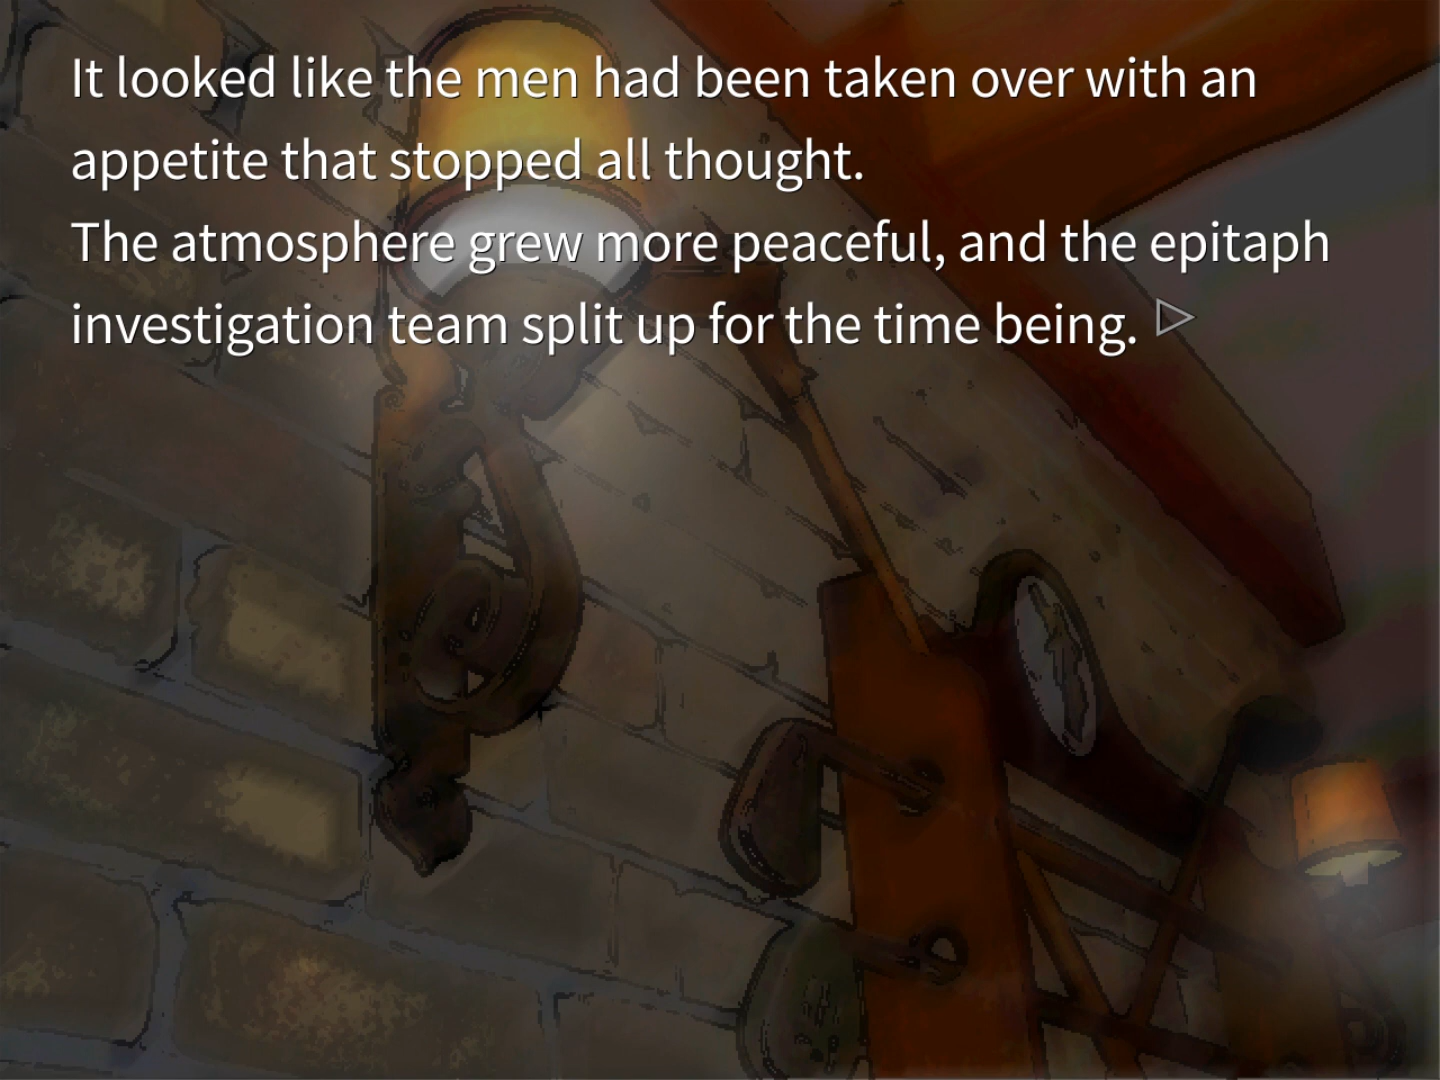 It looked like the men had been taken over with an
appetite that stopped all thought.
The atmosphere grew more peaceful, and the epitaph
investigation team split up for the time being.